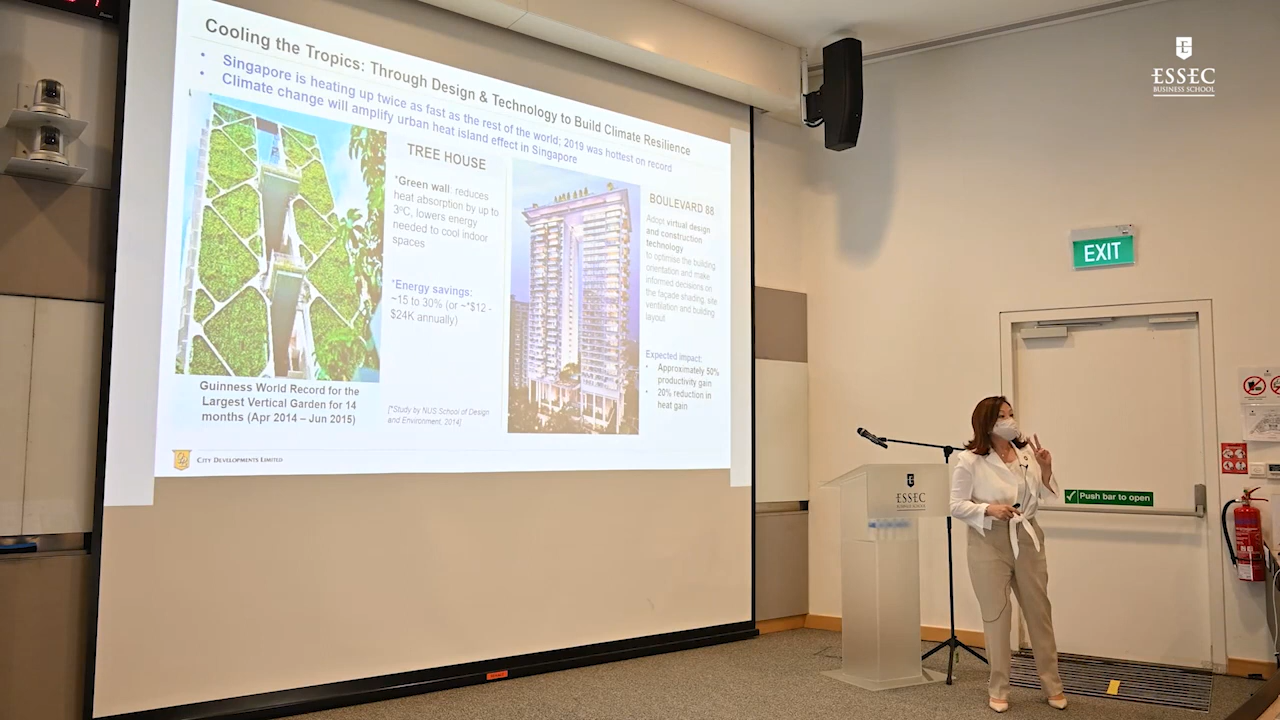 Cooling the Tropics: Through Design & Technology to Build Climate Resilience
• Singapore is heating up twice as fast as the rest of the world; 2019 was hottest on record
• Climate change will amplify urban heat island effect in Singapore
TREE HOUSE
*Green wall: reduces
heat absorption by up to
3ºC, lowers energy
needed to cool indoor
spaces
*Energy savings:
~15 to 30% (or ~*$12 -
$24K annually)
Guinness World Record for the
Largest Vertical Garden for 14
months (Apr 2014 – Jun 2015)
[*Study by NUS School of Design
and Environment, 2014]
BOULEVARD 88
Adopt virtual design
and construction
technology
to optimise the building
orientation and make
informed decisions on
the façade shading, site
ventilation and building
layout
Expected impact:
• Approximately 50%
productivity gain
• 20% reduction in
heat gain
CITY DEVELOPMENTS LIMITED
ESSEC
BUSINESS SCHOOL
EXIT
ESSEC
BUSINESS SCHOOL
Push bar to open